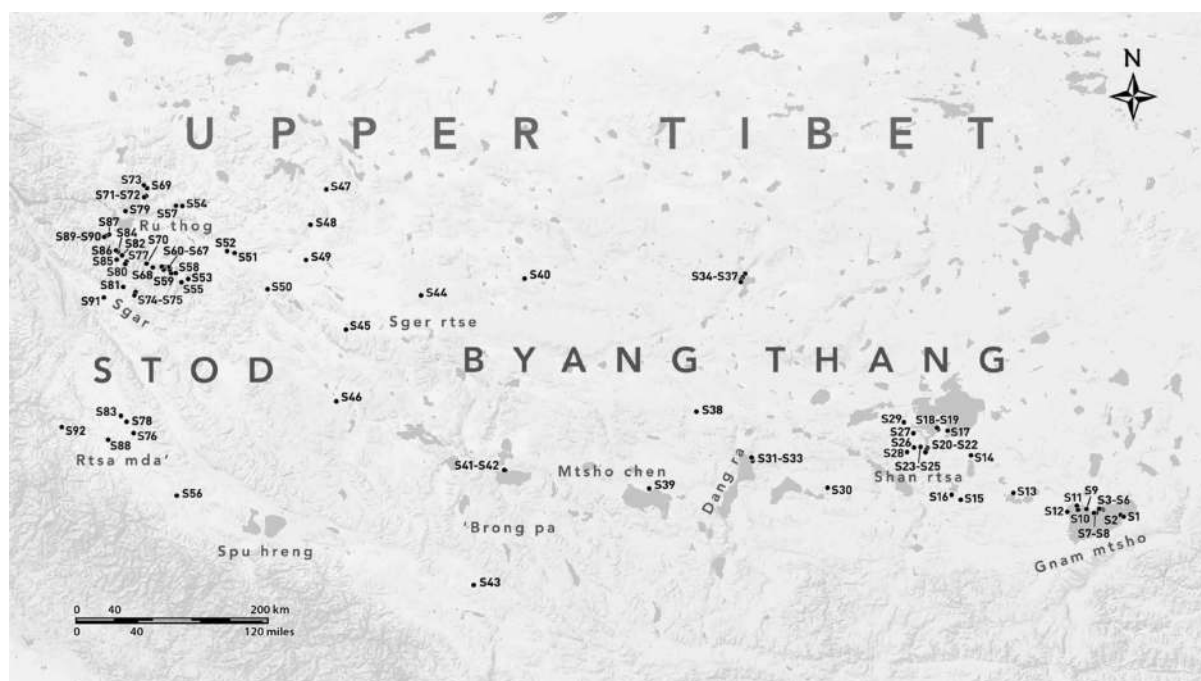 N
UPPER TIBET
S73
S69
S71-S72
S47
S54
S79
S57
Ru thog
S87
S48
S84
S89-S90
S70
S82
S52
S60-S67
S86
S51
S77
S85
S49
S58
S80
S68
S40
S34-S37
S53
S59
S55
S81
S50
S44
S74-S75
S91
Sgar
Sger rtse
S45
STOD
BYANG THANG
S46
S38
S83
S29
S18-S19
S78
S92
S27
S17
S76
S88
S26
S20-S22
S28
S14
Rtsa mda'
S31-S33
S41-S42
S23-S25
Mtsho chen
Dang ra
Shan rtsa
S39
S30
S56
S16
S15
S13
S9
S11
S3-S6
S12
S10
S2
S1
S7-S8
'Brong pa
Spu hreng
Gnam mtsho
S43
0 40 200 km
0 40 120 miles